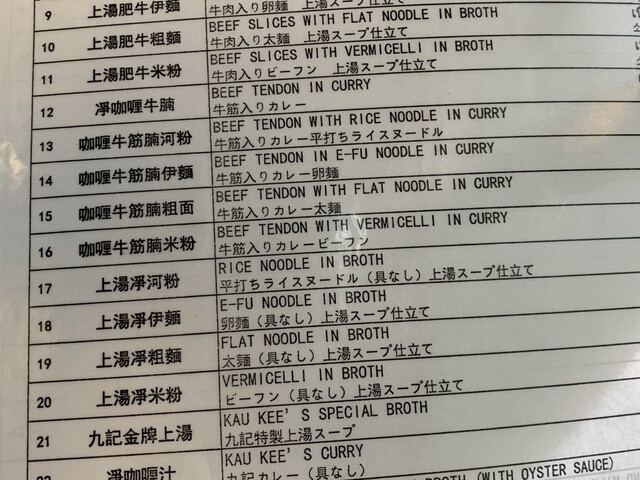 9 上湯肥牛伊麵
牛肉入り卵麺 上湯スープ仕立て
10 上湯肥牛粗麵
BEEF SLICES WITH FLAT NOODLE IN BROTH
牛肉入り太麺 上湯スープ仕立て
11 上湯肥牛米粉
BEEF SLICES WITH VERMICELLI IN BROTH
牛肉入りビーフン 上湯スープ仕立て
12 凈咖喱牛腩
BEEF TENDON IN CURRY
牛筋入りカレー
13 咖喱牛筋腩河粉
BEEF TENDON WITH RICE NOODLE IN CURRY
牛筋入りカレー平打ちライスヌードル
14 咖喱牛筋腩伊麵
BEEF TENDON IN E-FU NOODLE IN CURRY
牛筋入りカレー卵麺
15 咖喱牛筋腩粗面
BEEF TENDON WITH FLAT NOODLE IN CURRY
牛筋入りカレー太麺
16 咖喱牛筋腩米粉
BEEF TENDON WITH VERMICELLI IN CURRY
牛筋入りカレービーフン
17 上湯凈河粉
RICE NOODLE IN BROTH
平打ちライスヌードル（具なし）上湯スープ仕立て
18 上湯凈伊麵
E-FU NOODLE IN BROTH
卵麺（具なし）上湯スープ仕立て
19 上湯凈粗麵
FLAT NOODLE IN BROTH
太麺（具なし）上湯スープ仕立て
20 上湯凈米粉
VERMICELLI IN BROTH
ビーフン（具なし）上湯スープ仕立て
21 九記金牌上湯
KAU KEE'S SPECIAL BROTH
九記特製上湯スープ
22 凈咖喱汁
KAU KEE'S CURRY
九記カレー（具なし）
BROTH (WITH OYSTER SAUCE)